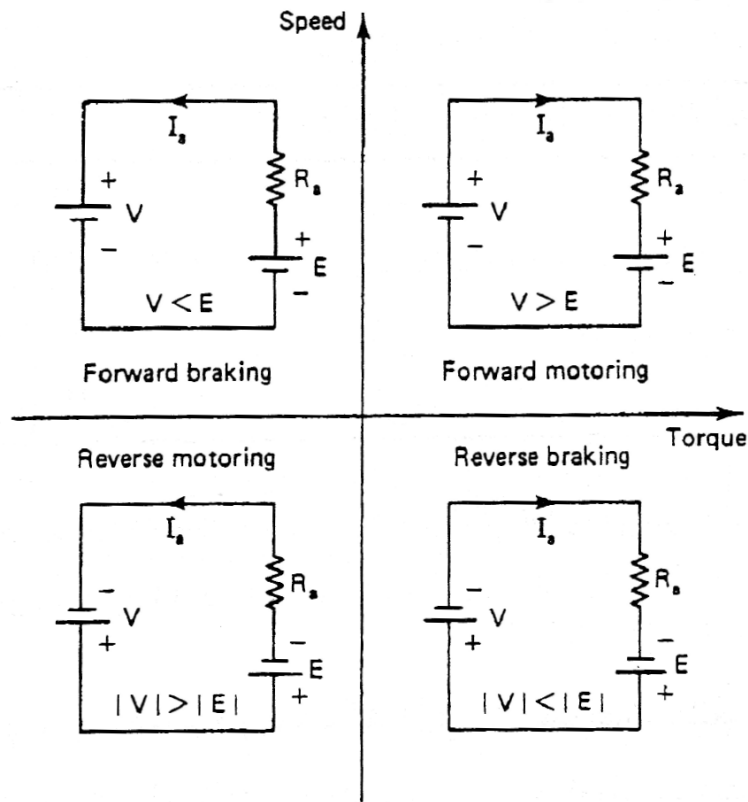 Speed
I_a
+
R_a
V
−
+
E
−
V < E
Forward braking
I_a
+
R_a
V
−
+
E
−
V > E
Forward motoring
Torque
Reverse motoring
I_a
−
R_a
V
+
−
E
+
|V| > |E|
Reverse braking
I_a
−
R_a
V
+
−
E
+
|V| < |E|